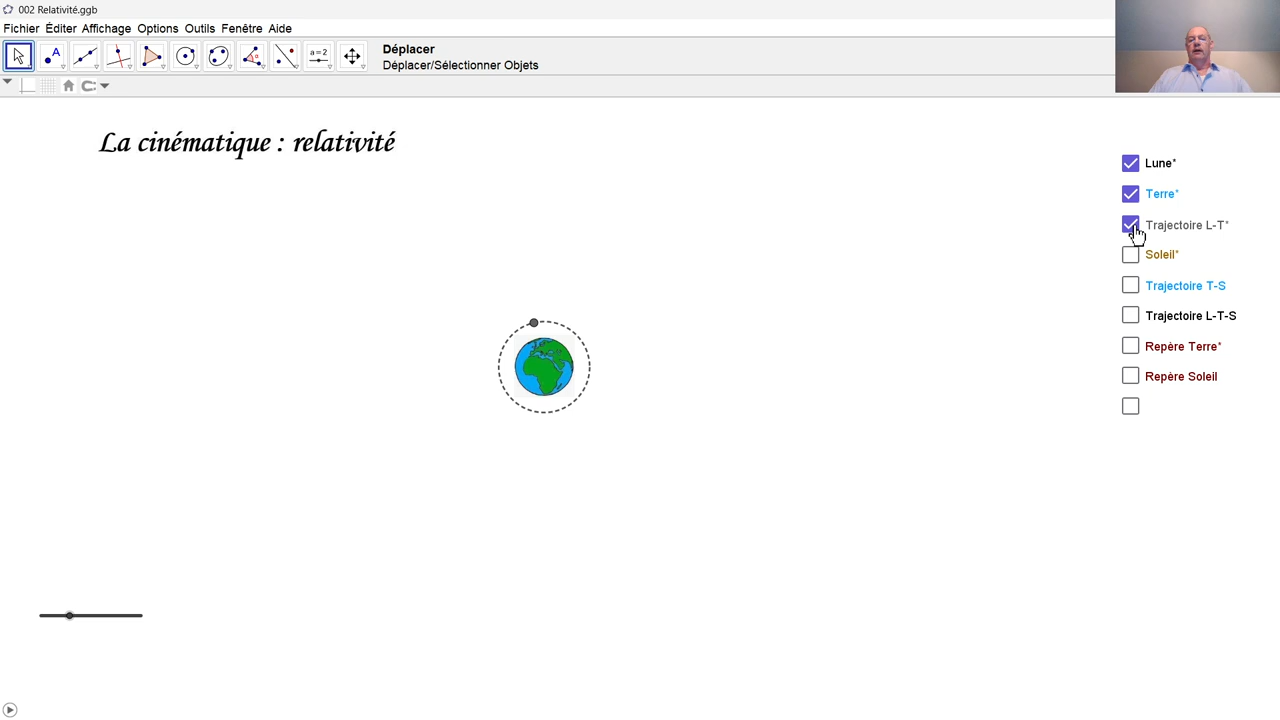 002 Relativité.ggb
Fichier Éditer Affichage Options Outils Fenêtre Aide
A
a=2
Déplacer
Déplacer/Sélectionner Objets
La cinématique : relativité
Lune*
Terre*
Trajectoire L-T*
Soleil*
Trajectoire T-S
Trajectoire L-T-S
Repère Terre*
Repère Soleil